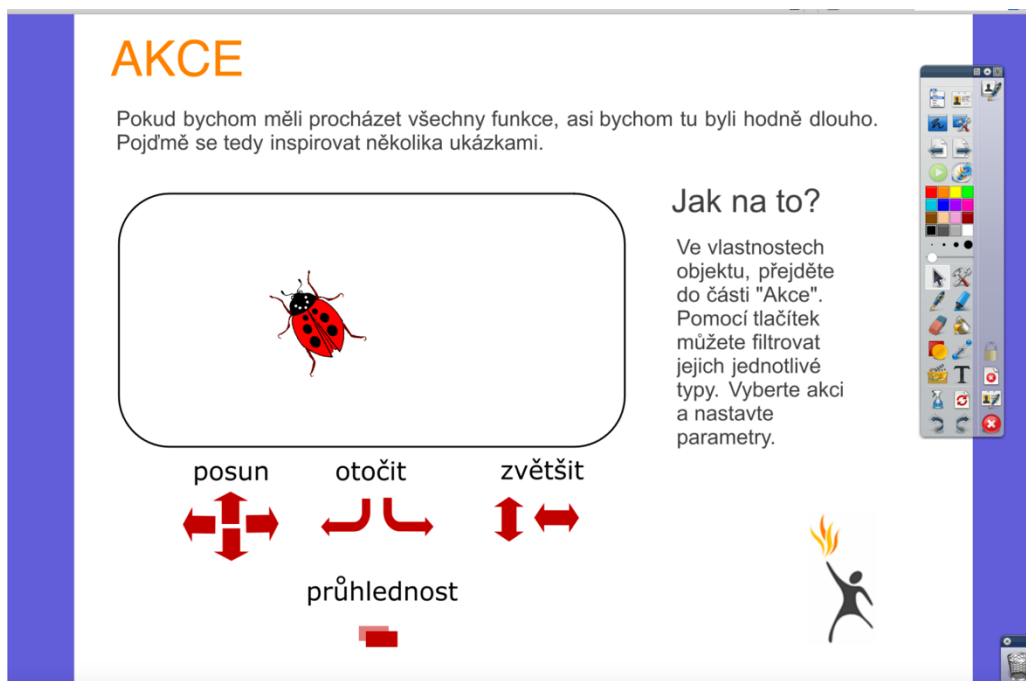 AKCE
Pokud bychom měli procházet všechny funkce, asi bychom tu byli hodně dlouho.
Pojďmě se tedy inspirovat několika ukázkami.
Jak na to?
Ve vlastnostech
objektu, přejděte
do části "Akce".
Pomocí tlačítek
můžete filtrovat
jejich jednotlivé
typy. Vyberte akci
a nastavte
parametry.
posun otočit zvětšit
průhlednost
T